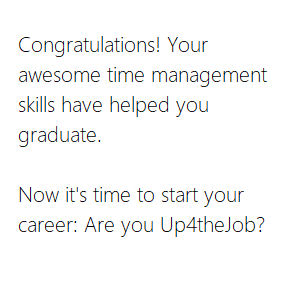 Congratulations! Your
awesome time management
skills have helped you
graduate.
Now it's time to start your
career: Are you Up4theJob?